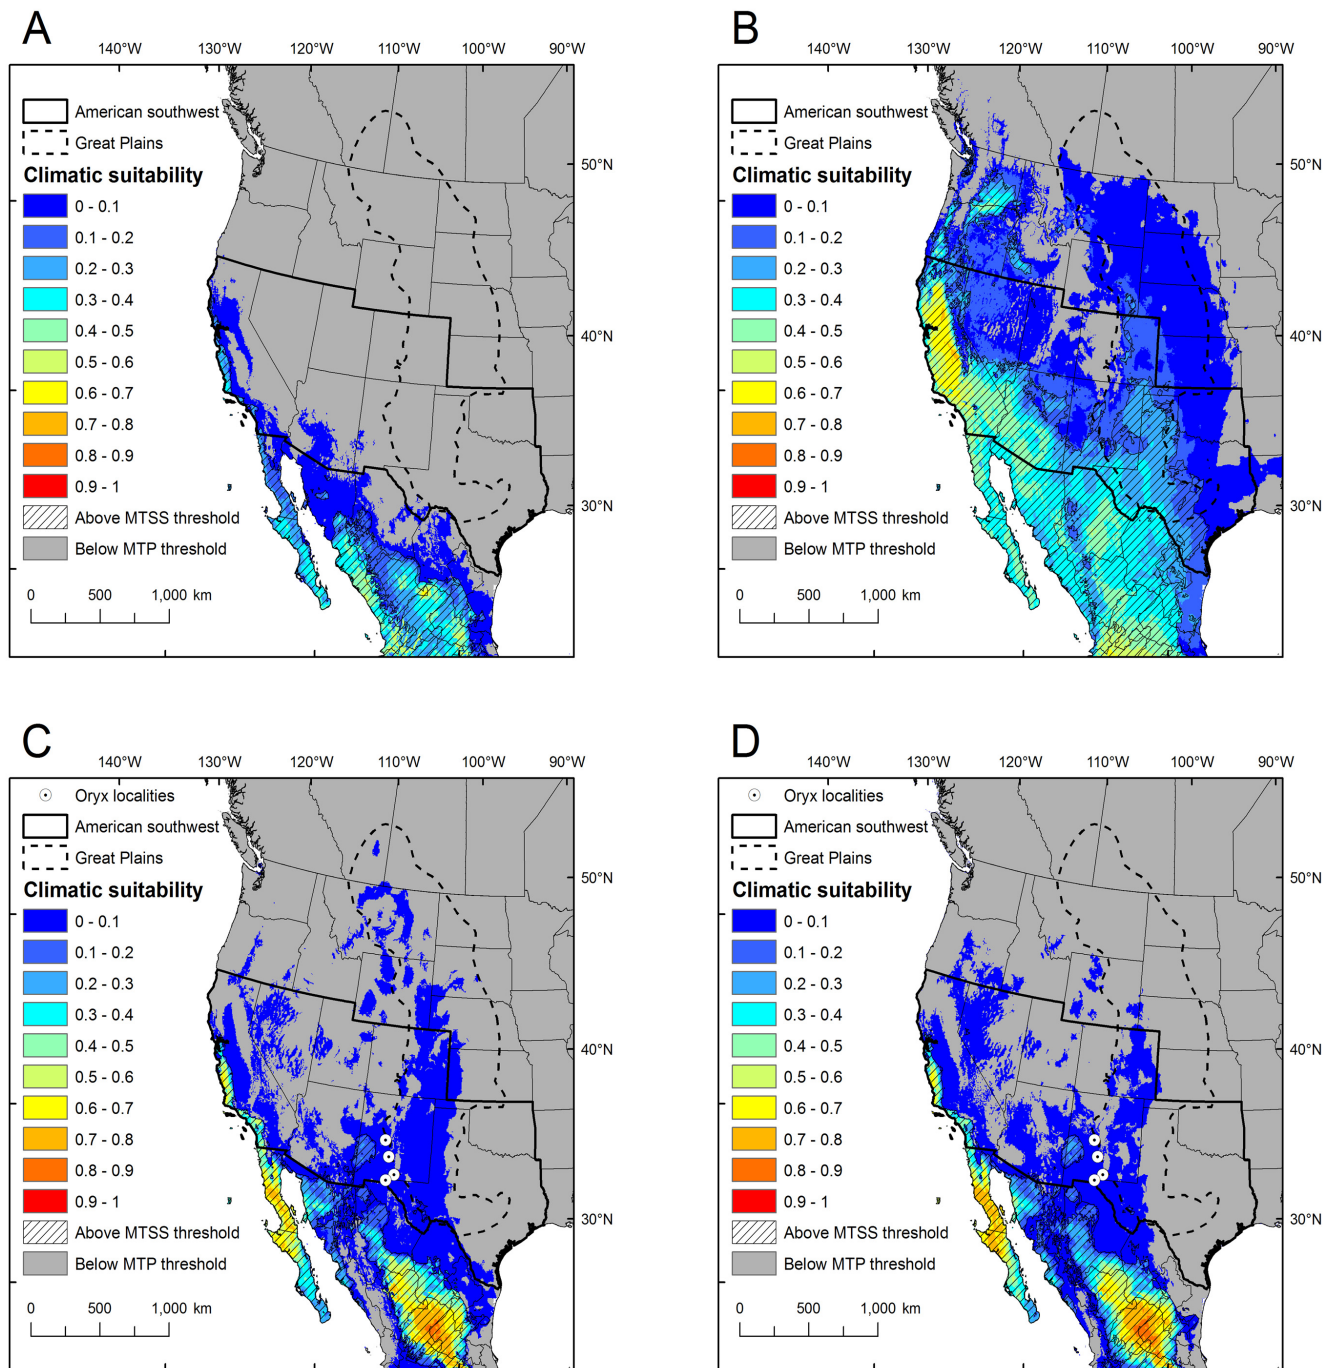 A
140°W 130°W 120°W 110°W 100°W 90°W
American southwest
Great Plains
Climatic suitability
0 - 0.1
0.1 - 0.2
0.2 - 0.3
0.3 - 0.4
0.4 - 0.5
0.5 - 0.6
0.6 - 0.7
0.7 - 0.8
0.8 - 0.9
0.9 - 1
Above MTSS threshold
Below MTP threshold
0 500 1,000 km
50°N
40°N
30°N
B
140°W 130°W 120°W 110°W 100°W 90°W
American southwest
Great Plains
Climatic suitability
0 - 0.1
0.1 - 0.2
0.2 - 0.3
0.3 - 0.4
0.4 - 0.5
0.5 - 0.6
0.6 - 0.7
0.7 - 0.8
0.8 - 0.9
0.9 - 1
Above MTSS threshold
Below MTP threshold
0 500 1,000 km
50°N
40°N
30°N
C
140°W 130°W 120°W 110°W 100°W 90°W
Oryx localities
American southwest
Great Plains
Climatic suitability
0 - 0.1
0.1 - 0.2
0.2 - 0.3
0.3 - 0.4
0.4 - 0.5
0.5 - 0.6
0.6 - 0.7
0.7 - 0.8
0.8 - 0.9
0.9 - 1
Above MTSS threshold
Below MTP threshold
0 500 1,000 km
50°N
40°N
30°N
D
140°W 130°W 120°W 110°W 100°W 90°W
Oryx localities
American southwest
Great Plains
Climatic suitability
0 - 0.1
0.1 - 0.2
0.2 - 0.3
0.3 - 0.4
0.4 - 0.5
0.5 - 0.6
0.6 - 0.7
0.7 - 0.8
0.8 - 0.9
0.9 - 1
Above MTSS threshold
Below MTP threshold
0 500 1,000 km
50°N
40°N
30°N